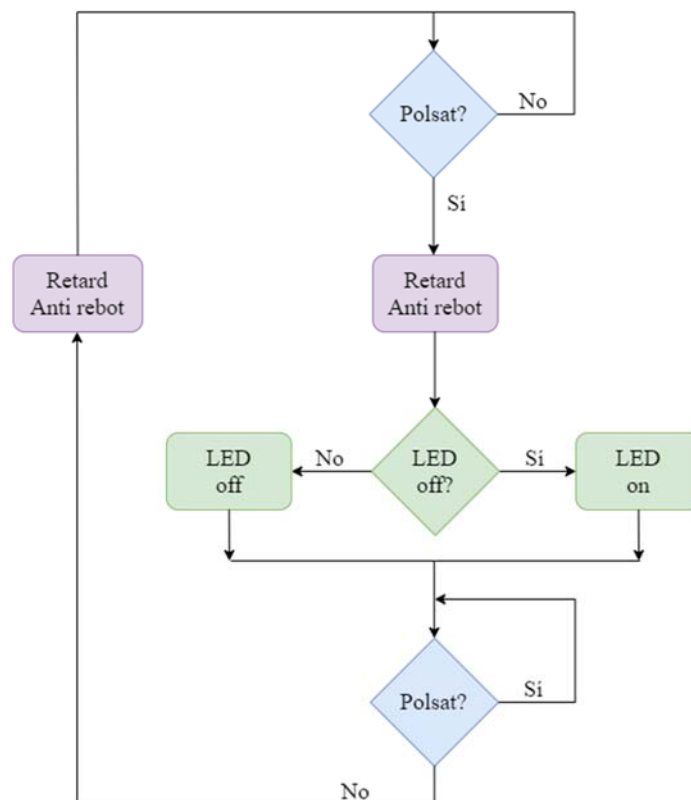 Polsat?
No
Sí
Retard
Anti rebot
Retard
Anti rebot
LED
off
No
LED
off?
Sí
LED
on
Polsat?
Sí
No